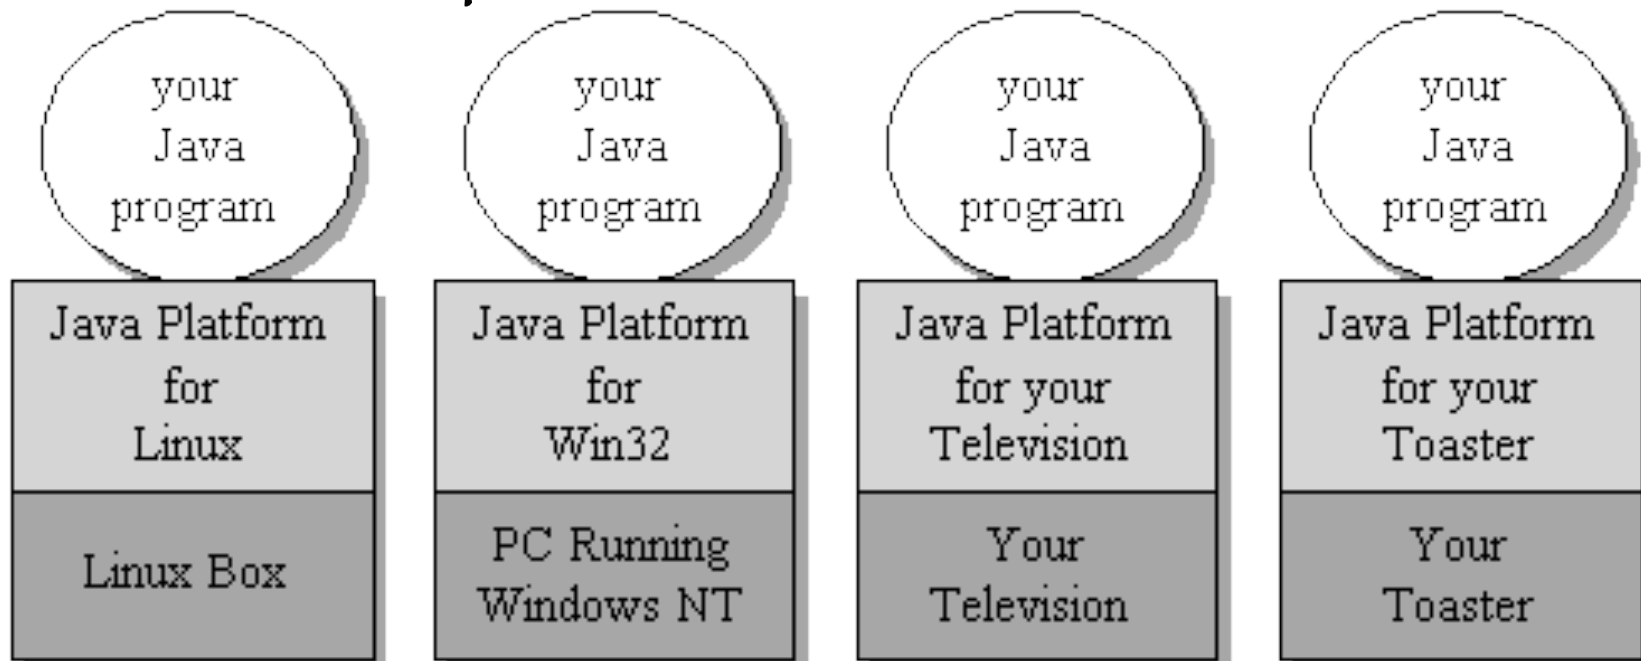 your
Java
program
your
Java
program
your
Java
program
your
Java
program
Java Platform
for
Linux
Java Platform
for
Win32
Java Platform
for your
Television
Java Platform
for your
Toaster
Linux Box
PC Running
Windows NT
Your
Television
Your
Toaster